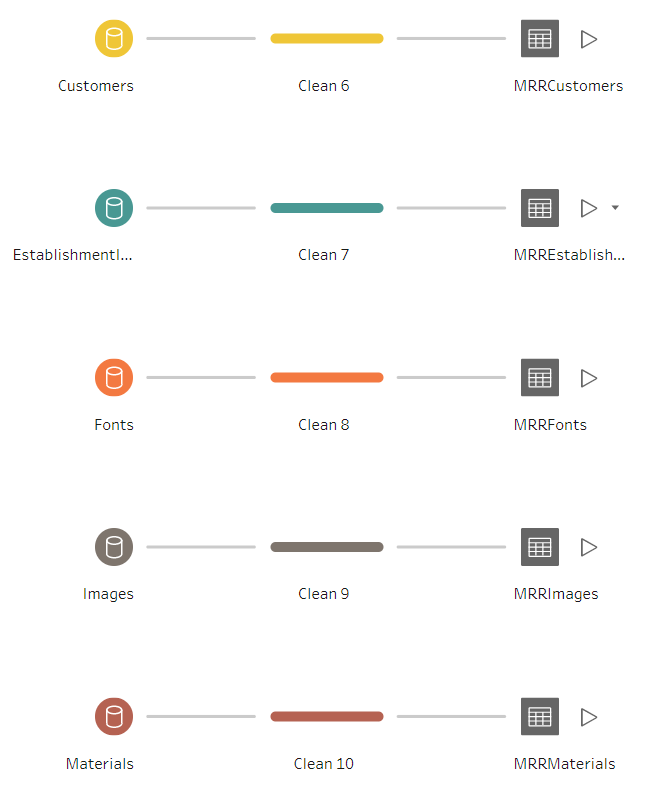 Customers
Clean 6
MRRCustomers
EstablishmentI...
Clean 7
MRREstablish...
Fonts
Clean 8
MRRFonts
Images
Clean 9
MRRImages
Materials
Clean 10
MRRMaterials